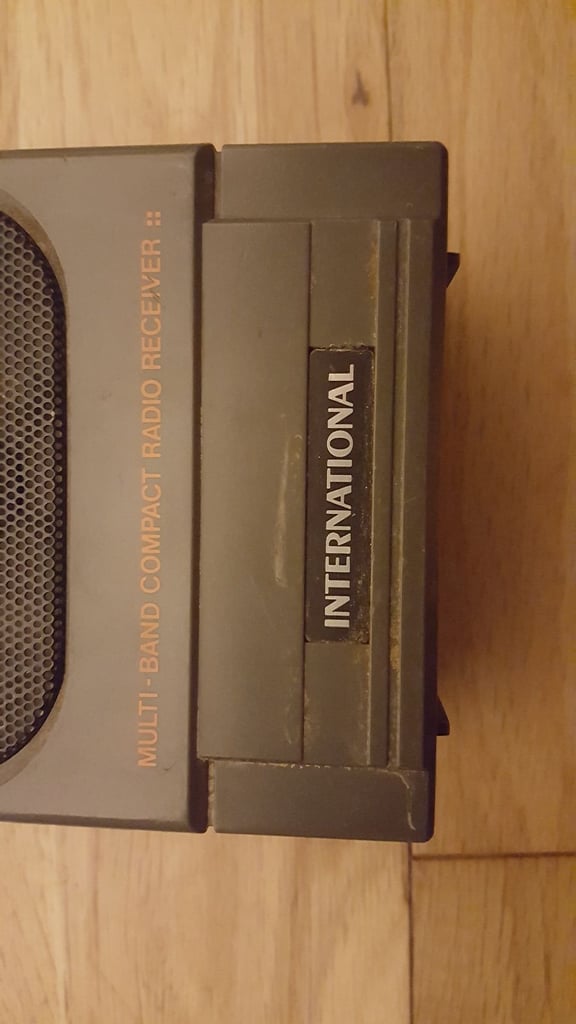 MULTI-BAND COMPACT RADIO RECEIVER ::
INTERNATIONAL